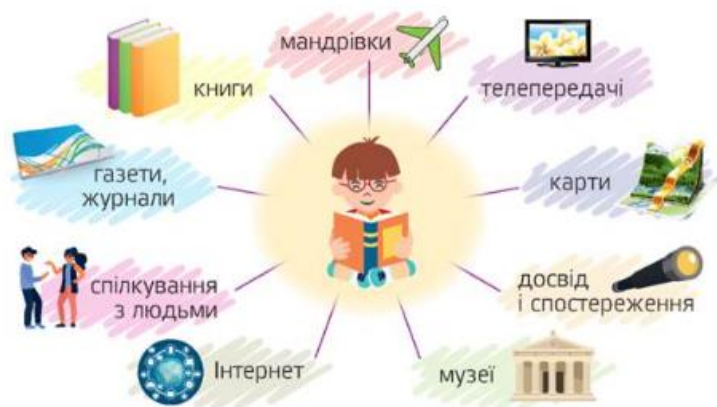 мандрівки
книги
телепередачі
газети,
журнали
карти
спілкування
з людьми
досвід
і спостереження
Інтернет
музеї